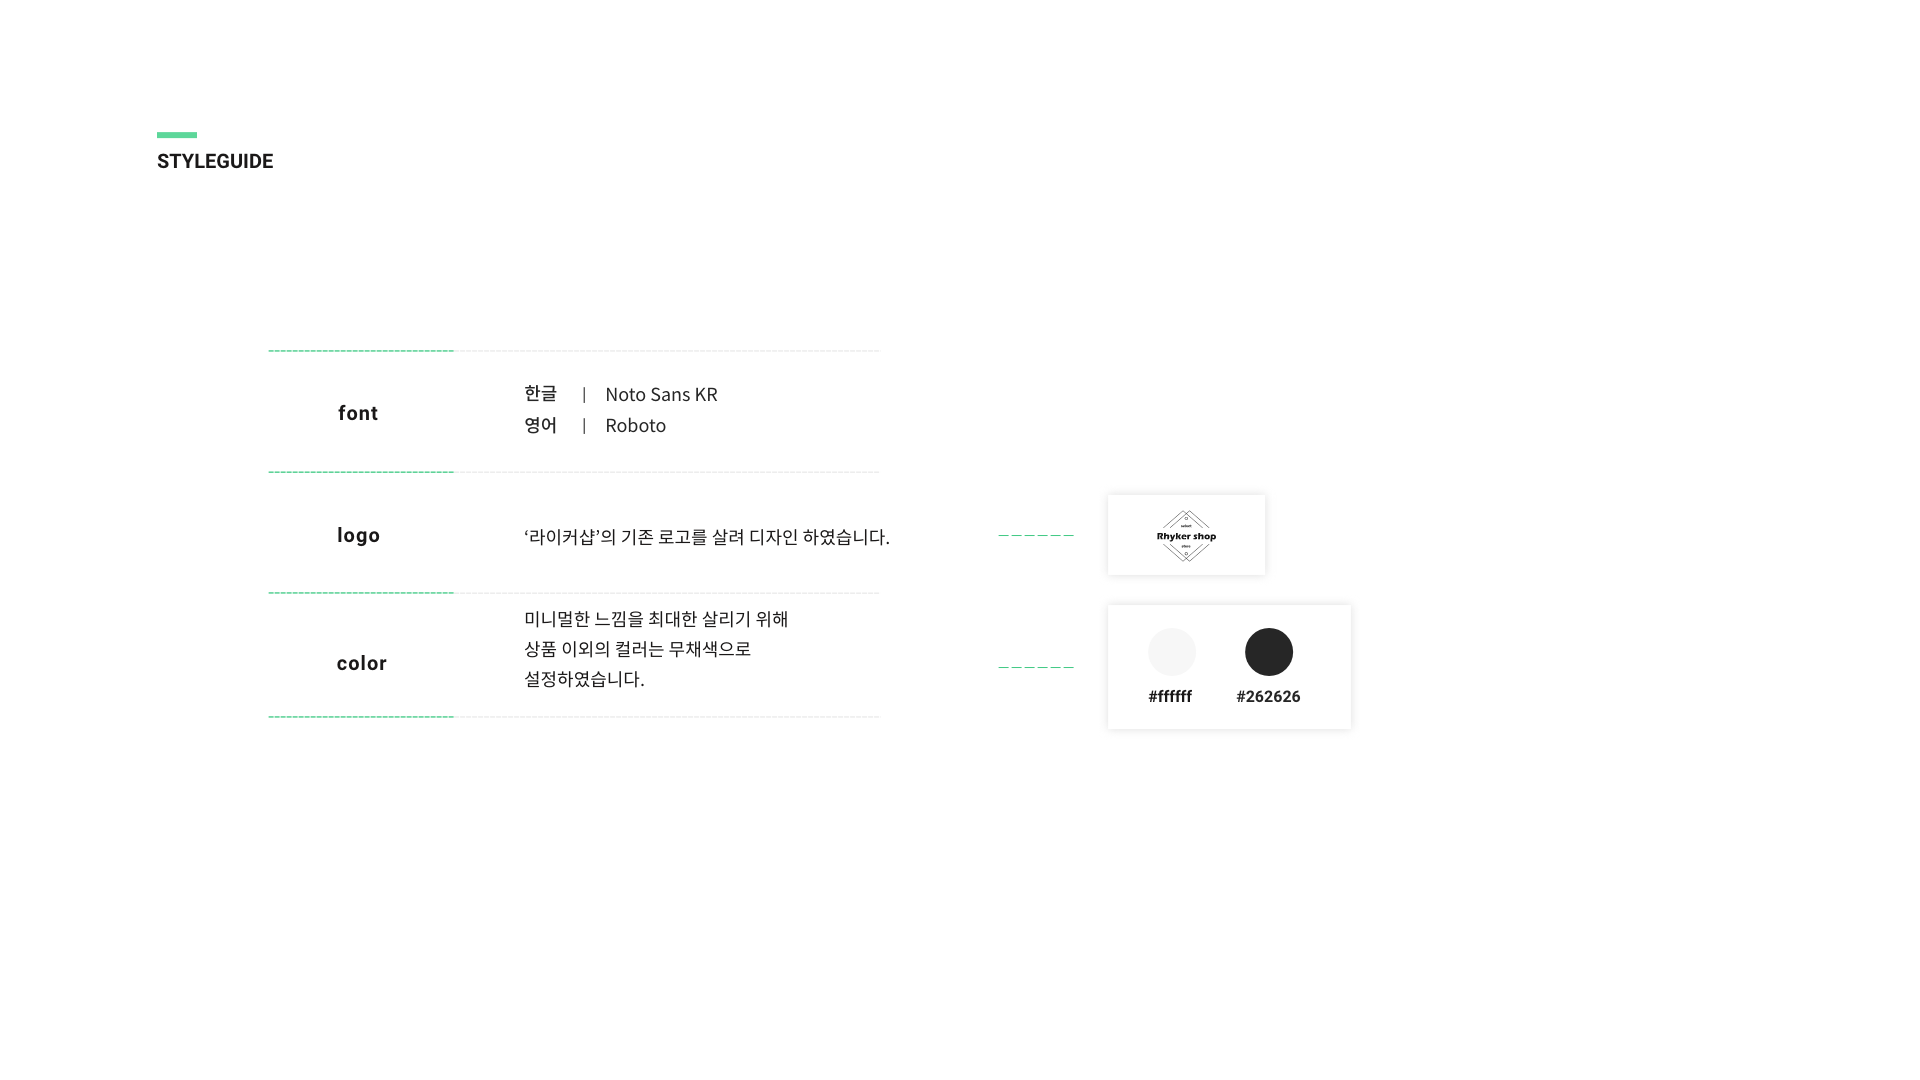 STYLEGUIDE
font
한글 | Noto Sans KR
영어 | Roboto
logo
‘라이커샵’의 기존 로고를 살려 디자인 하였습니다.
select
Rhyker shop
store
color
미니멀한 느낌을 최대한 살리기 위해
상품 이외의 컬러는 무채색으로
설정하였습니다.
#ffffff
#262626